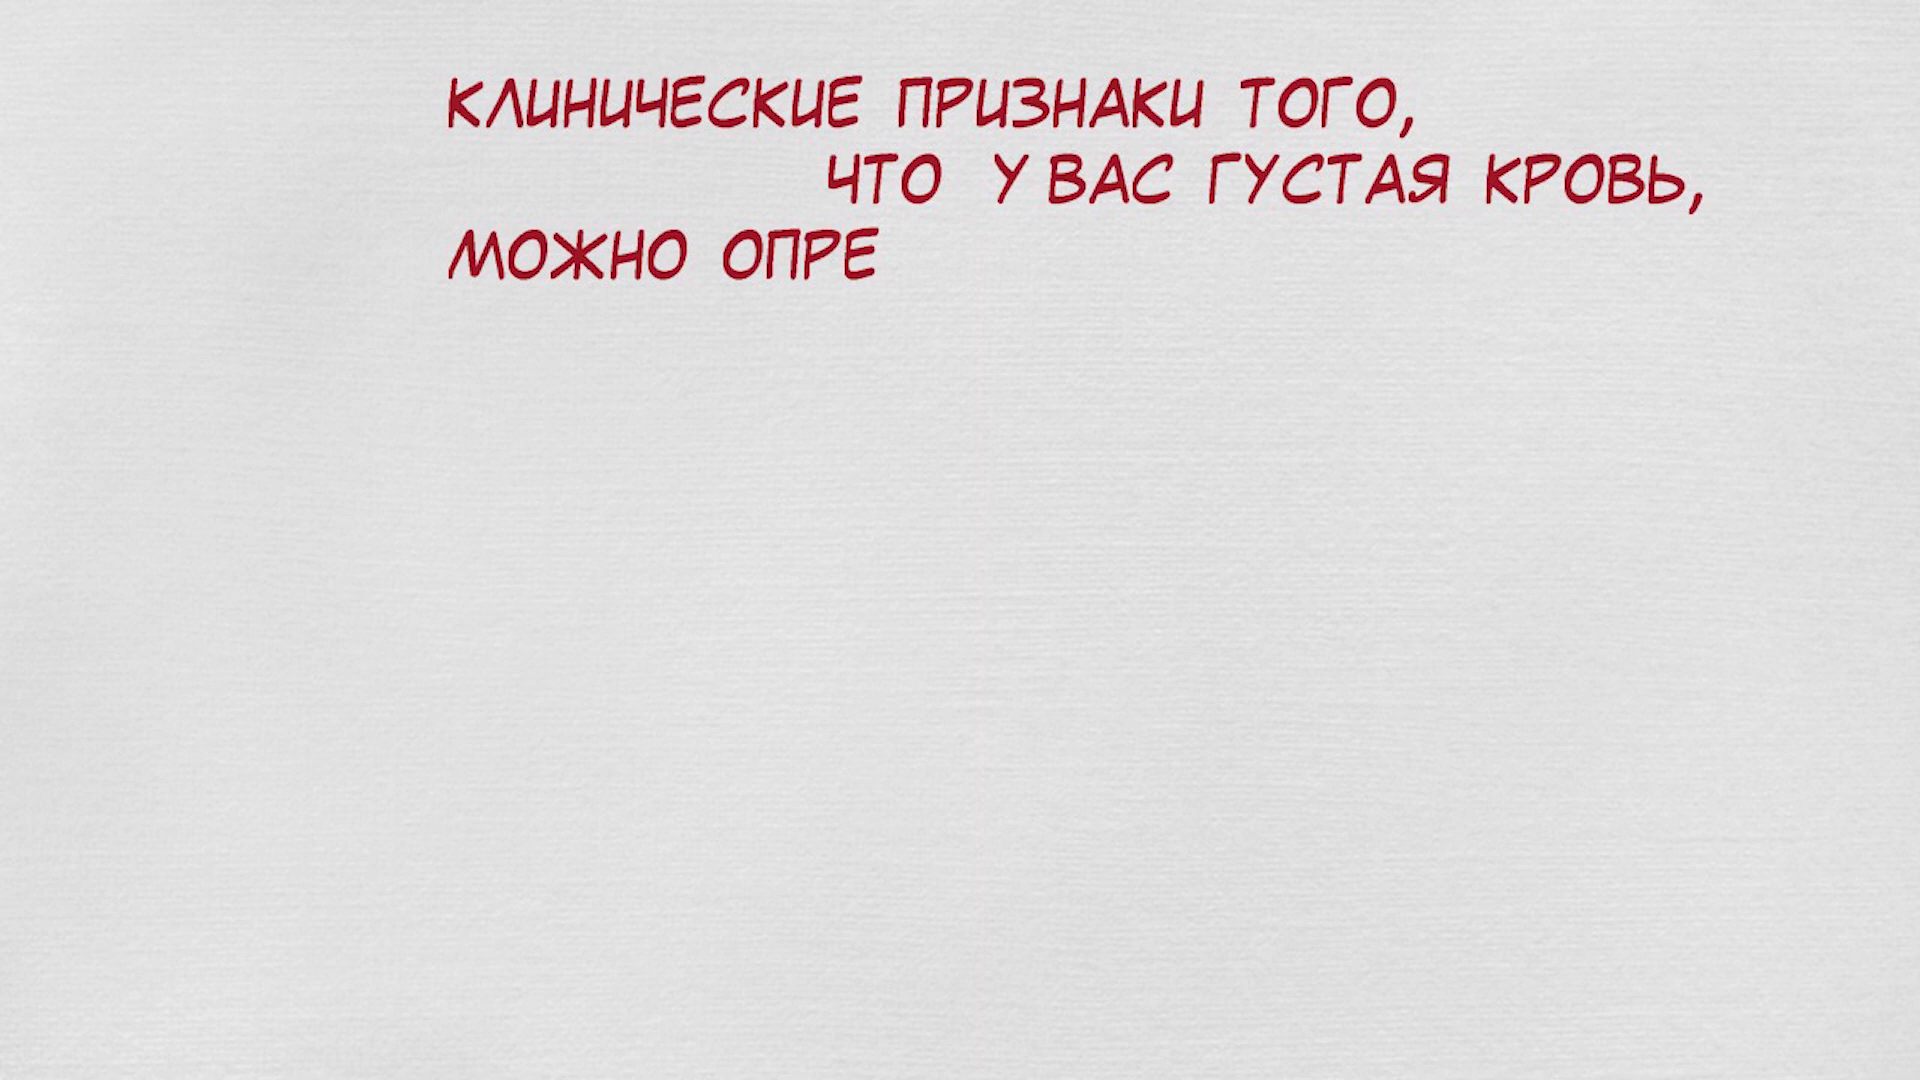 КЛИНИЧЕСКИЕ ПРИЗНАКИ ТОГО,
ЧТО У ВАС ГУСТАЯ КРОВЬ,
МОЖНО ОПРЕ